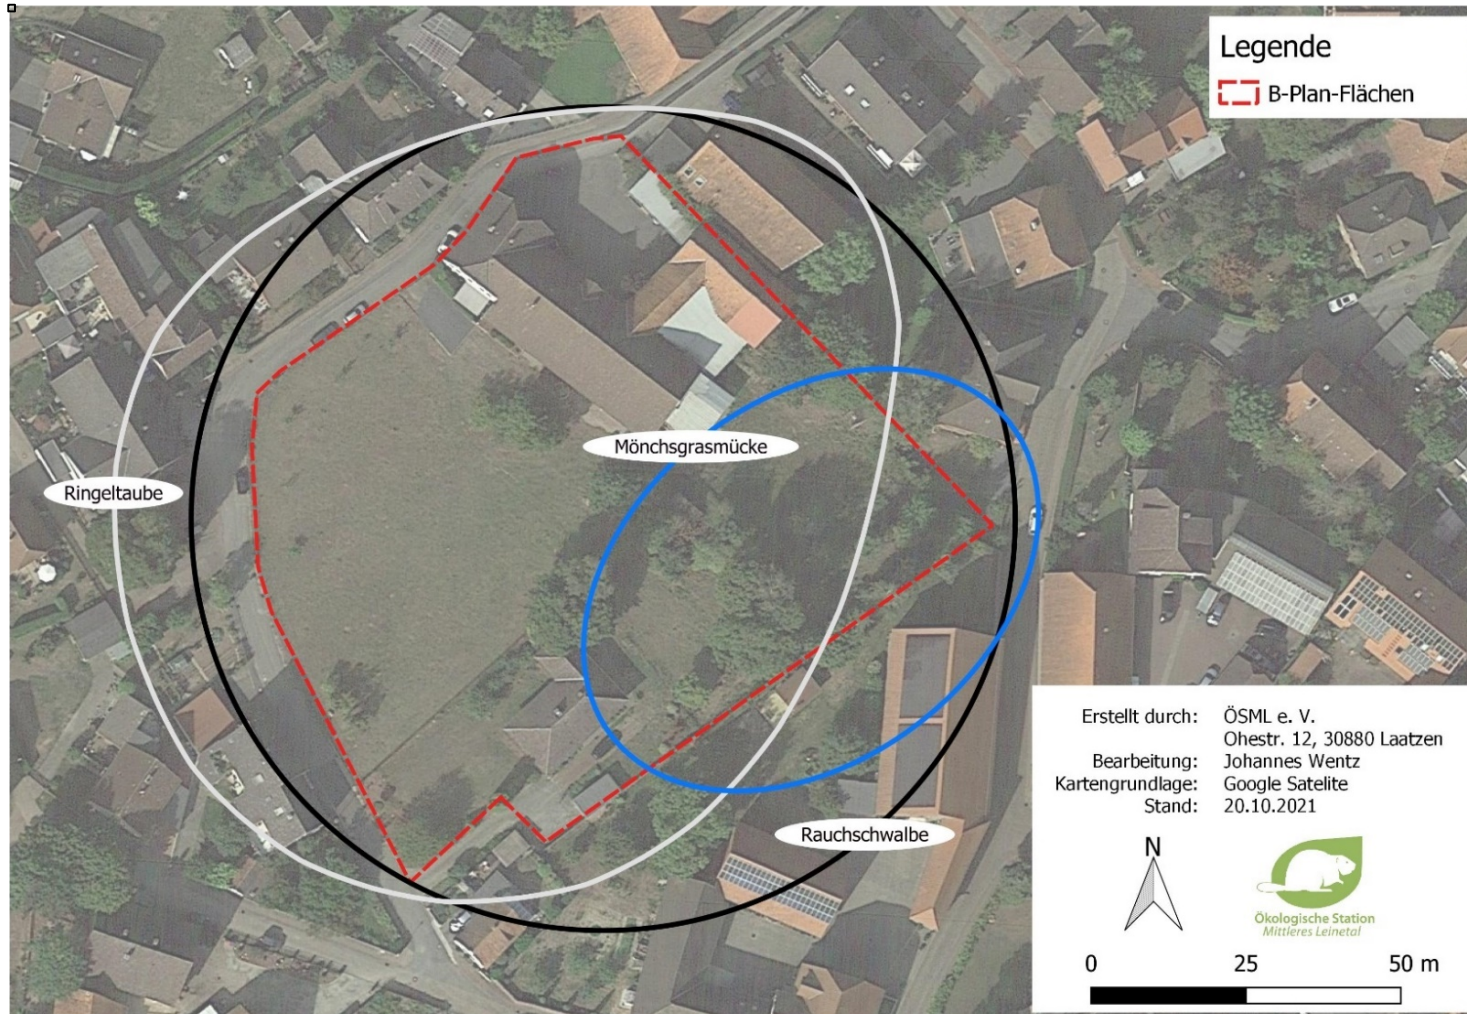 Legende
B-Plan-Flächen
Mönchsgrasmücke
Ringeltaube
Rauchschwalbe
Erstellt durch: ÖSML e. V.
Ohestr. 12, 30880 Laatzen
Bearbeitung: Johannes Wentz
Kartengrundlage: Google Satelite
Stand: 20.10.2021
N
Ökologische Station
Mittleres Leinetal
0 25 50 m